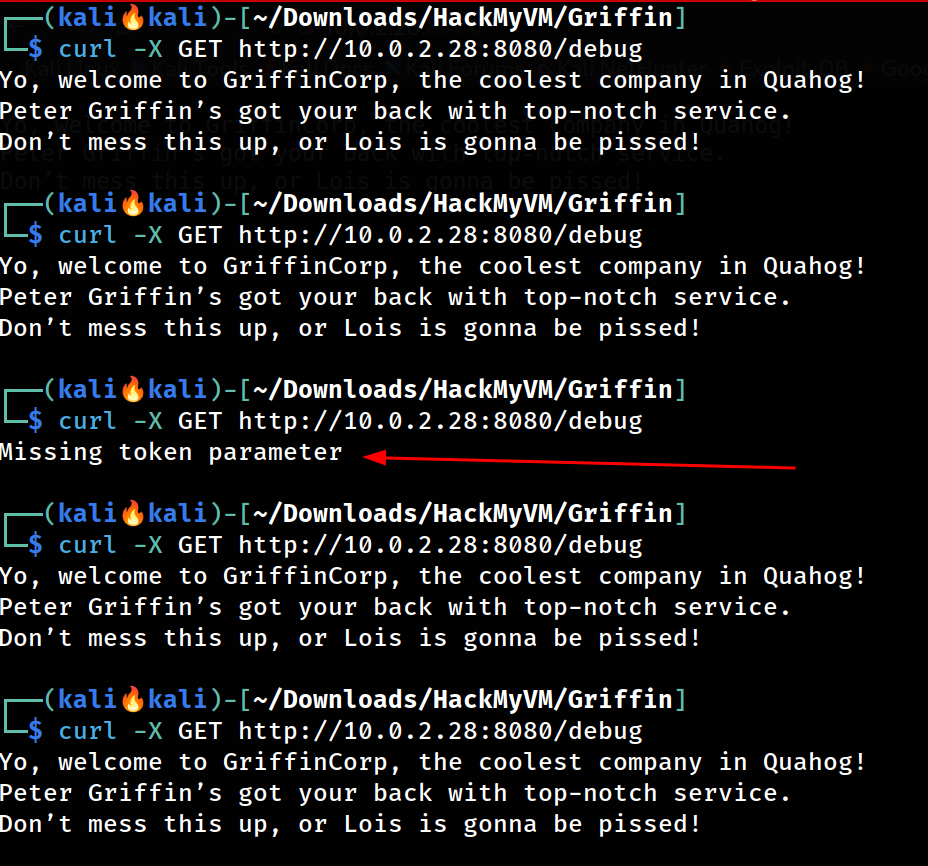 (kali🔥kali)-[~/Downloads/HackMyVM/Griffin]
$ curl -X GET http://10.0.2.28:8080/debug
Yo, welcome to GriffinCorp, the coolest company in Quahog!
Peter Griffin’s got your back with top-notch service.
Don’t mess this up, or Lois is gonna be pissed!
(kali🔥kali)-[~/Downloads/HackMyVM/Griffin]
$ curl -X GET http://10.0.2.28:8080/debug
Yo, welcome to GriffinCorp, the coolest company in Quahog!
Peter Griffin’s got your back with top-notch service.
Don’t mess this up, or Lois is gonna be pissed!
(kali🔥kali)-[~/Downloads/HackMyVM/Griffin]
$ curl -X GET http://10.0.2.28:8080/debug
Missing token parameter
(kali🔥kali)-[~/Downloads/HackMyVM/Griffin]
$ curl -X GET http://10.0.2.28:8080/debug
Yo, welcome to GriffinCorp, the coolest company in Quahog!
Peter Griffin’s got your back with top-notch service.
Don’t mess this up, or Lois is gonna be pissed!
(kali🔥kali)-[~/Downloads/HackMyVM/Griffin]
$ curl -X GET http://10.0.2.28:8080/debug
Yo, welcome to GriffinCorp, the coolest company in Quahog!
Peter Griffin’s got your back with top-notch service.
Don’t mess this up, or Lois is gonna be pissed!